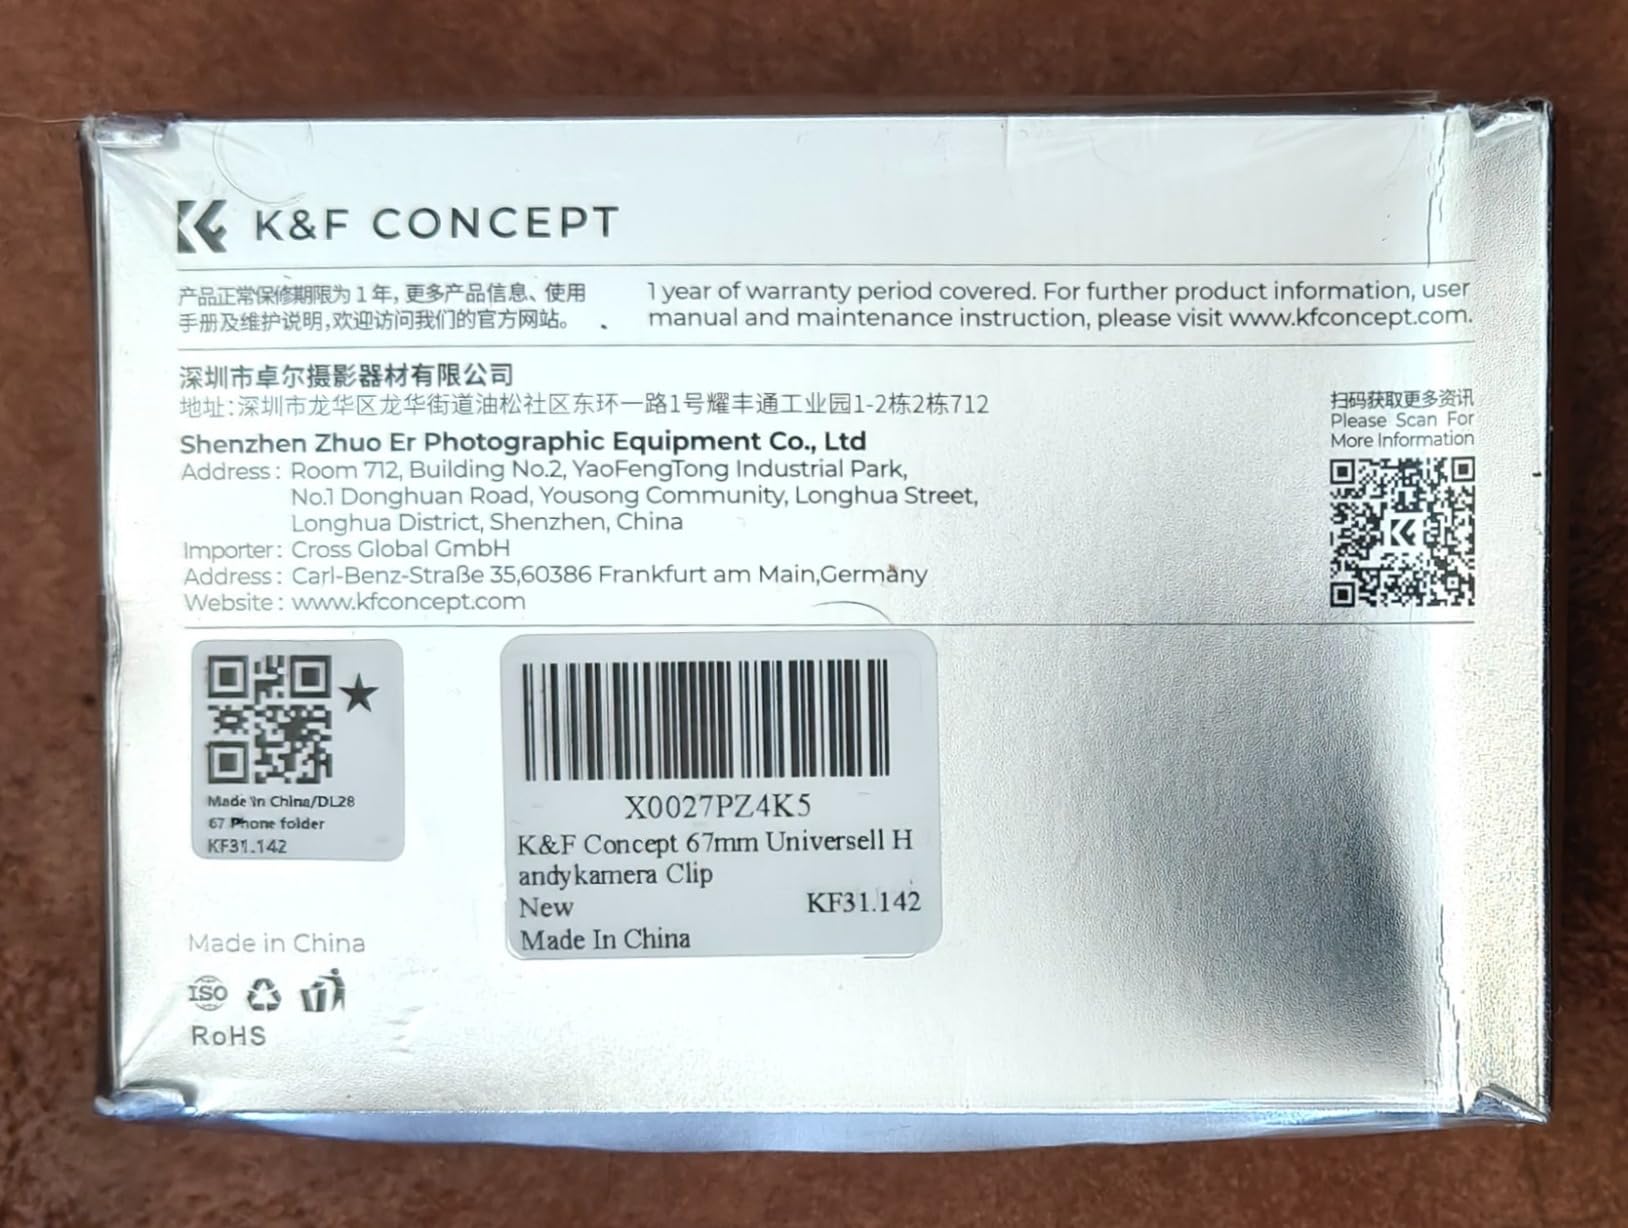 K&F CONCEPT
产品正常保修期限为1年,更多产品信息、使用
手册及维护说明,欢迎访问我们的官方网站。
1 year of warranty period covered. For further product information, user
manual and maintenance instruction, please visit www.kfconcept.com.
深圳市卓尔摄影器材有限公司
地址:深圳市龙华区龙华街道油松社区东环一路1号耀丰通工业园1-2栋2栋712
Shenzhen Zhuo Er Photographic Equipment Co., Ltd
Address: Room 712, Building No.2, YaoFengTong Industrial Park,
No.1 Donghuan Road, Yousong Community, Longhua Street,
Longhua District, Shenzhen, China
Importer: Cross Global GmbH
Address: Carl-Benz-Straße 35,60386 Frankfurt am Main,Germany
Website: www.kfconcept.com
扫码获取更多资讯
Please Scan For
More Information
Made in China/DL28
67 Phone folder
KF31.142
X0027PZ4K5
K&F Concept 67mm Universell H
andykamera Clip
New KF31.142
Made In China
Made in China
ISO
RoHS